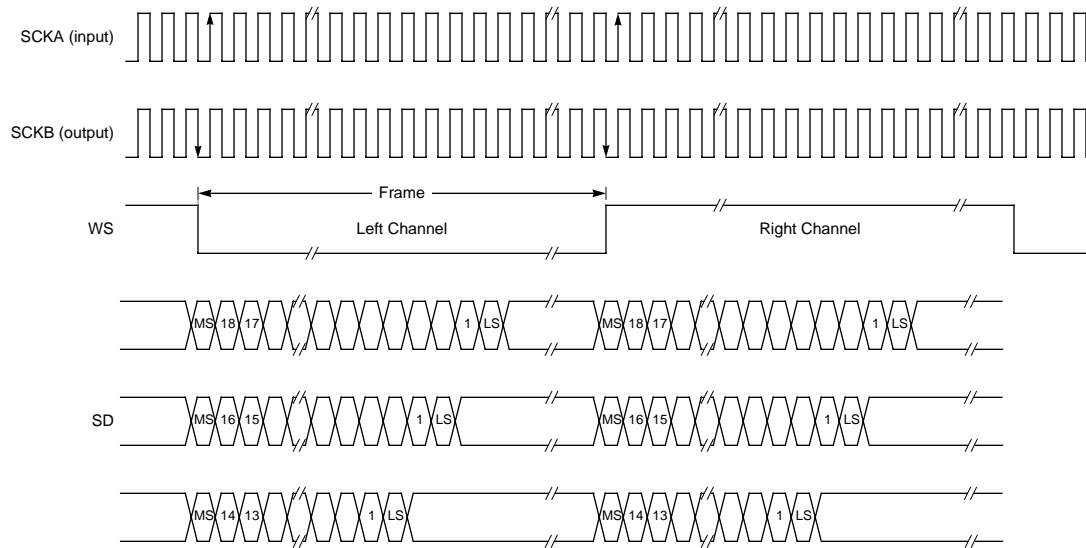 SCKA (input)
SCKB (output)
Frame
WS
Left Channel
Right Channel
MS 18 17 1 LS MS 18 17 1 LS
SD
MS 16 15 1 LS MS 16 15 1 LS
MS 14 13 1 LS MS 14 13 1 LS